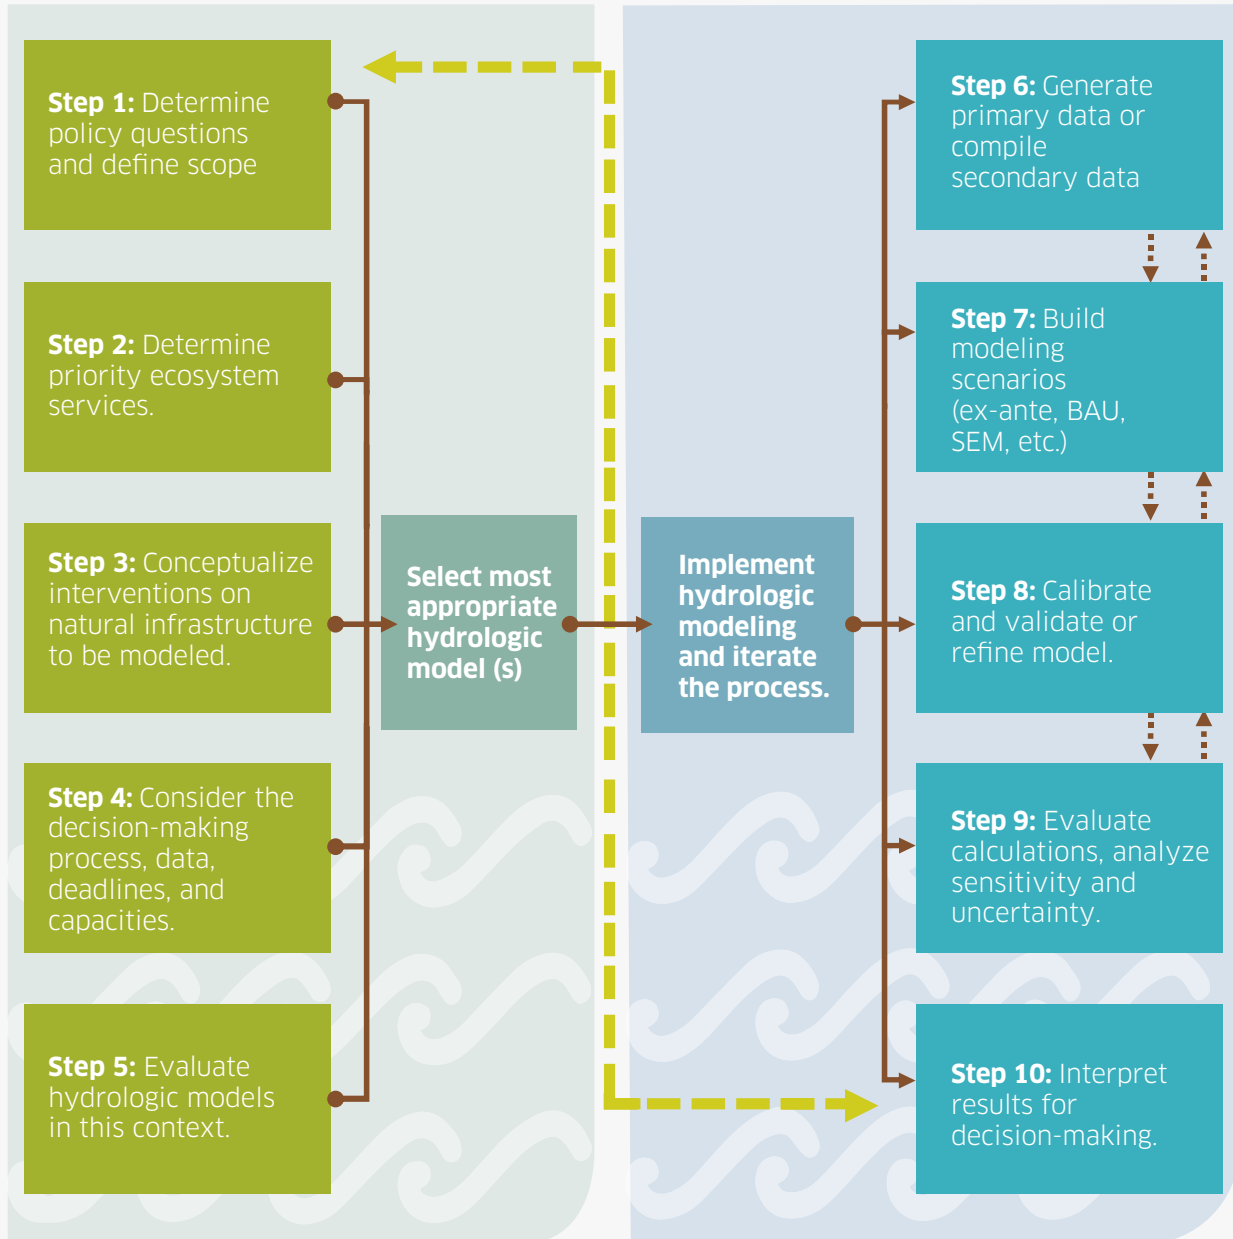 Step 1: Determine
policy questions
and define scope
Step 2: Determine
priority ecosystem
services.
Step 3: Conceptualize
interventions on
natural infrastructure
to be modeled.
Step 4: Consider the
decision-making
process, data,
deadlines, and
capacities.
Step 5: Evaluate
hydrologic models
in this context.
Select most
appropriate
hydrologic
model (s)
Implement
hydrologic
modeling
and iterate
the process.
Step 6: Generate
primary data or
compile
secondary data
Step 7: Build
modeling
scenarios
(ex-ante, BAU,
SEM, etc.)
Step 8: Calibrate
and validate or
refine model.
Step 9: Evaluate
calculations, analyze
sensitivity and
uncertainty.
Step 10: Interpret
results for
decision-making.